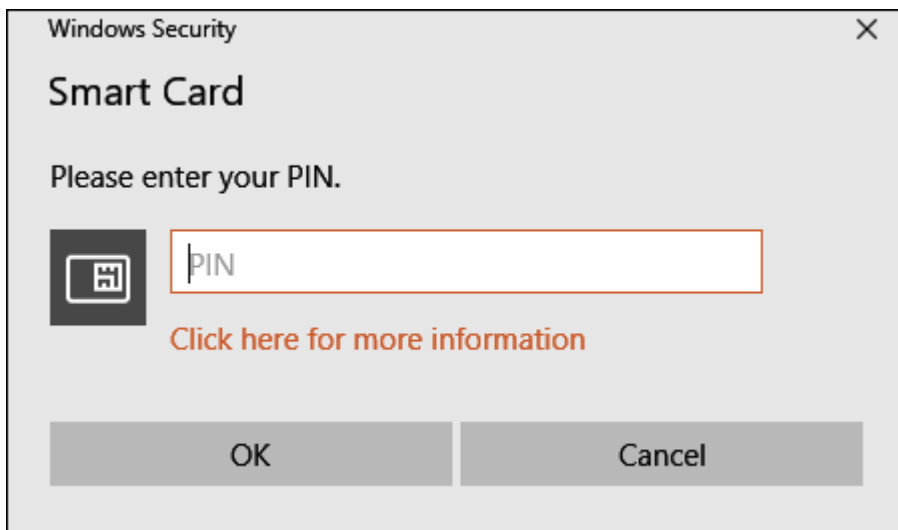 Windows Security
Smart Card
Please enter your PIN.
PIN
Click here for more information
OK
Cancel